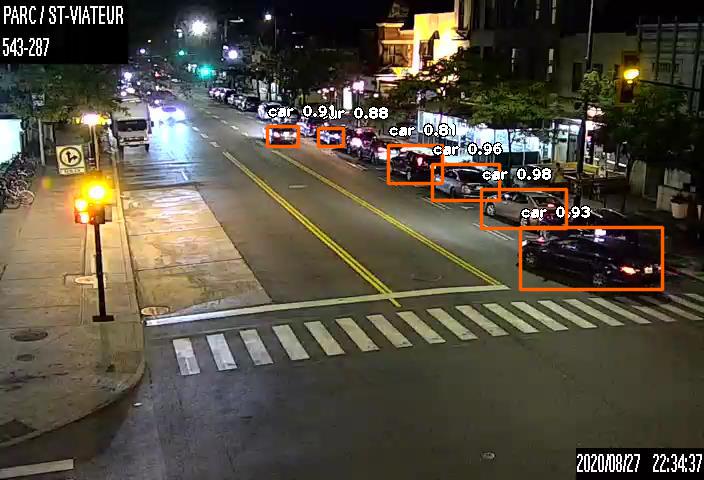 PARC / ST-VIATEUR
543-287
car 0.91
car 0.88
car 0.81
car 0.96
car 0.98
car 0.93
2020/08/27 22:34:37